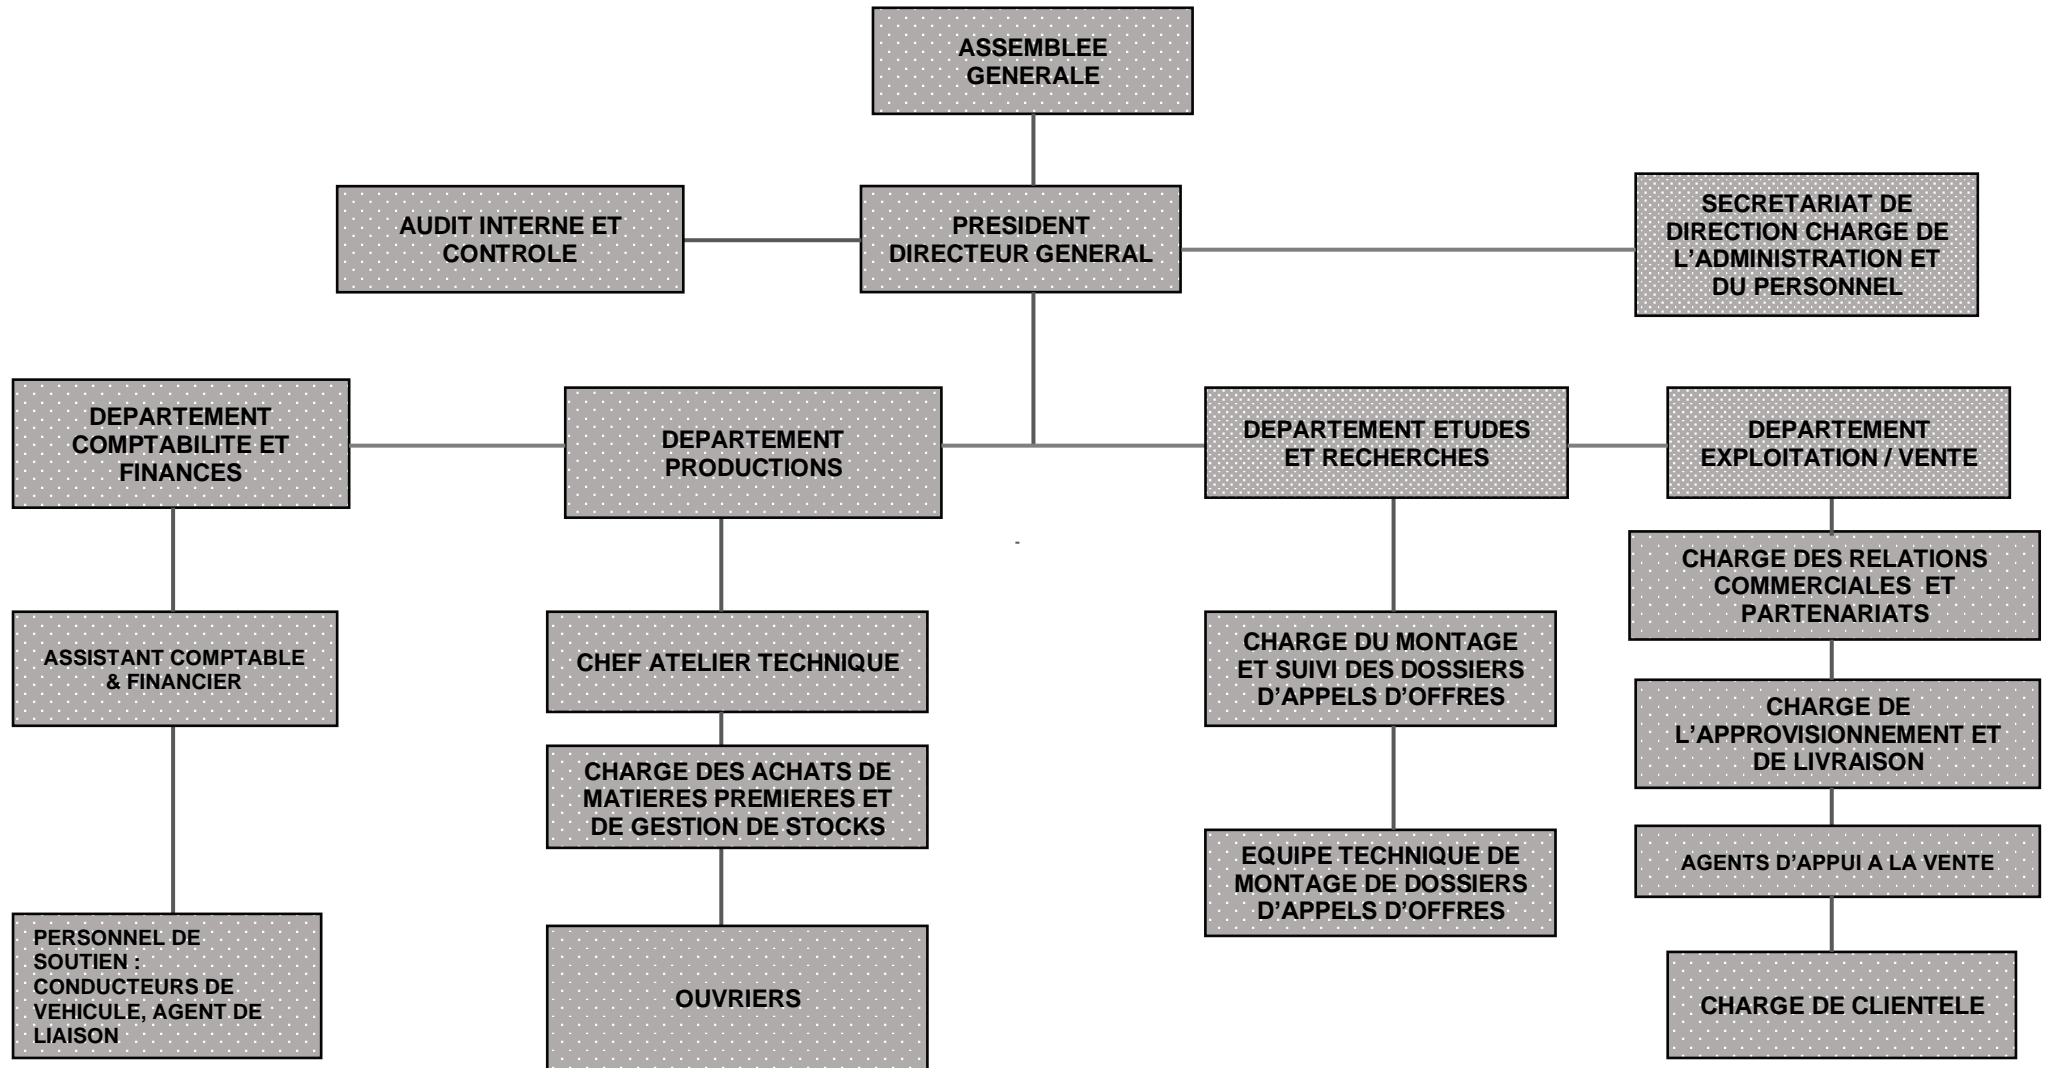 ASSEMBLEE
GENERALE
AUDIT INTERNE ET
CONTROLE
PRESIDENT
DIRECTEUR GENERAL
SECRETARIAT DE
DIRECTION CHARGE DE
L’ADMINISTRATION ET
DU PERSONNEL
DEPARTEMENT
COMPTABILITE ET
FINANCES
DEPARTEMENT
PRODUCTIONS
DEPARTEMENT ETUDES
ET RECHERCHES
DEPARTEMENT
EXPLOITATION / VENTE
-
ASSISTANT COMPTABLE
& FINANCIER
PERSONNEL DE
SOUTIEN :
CONDUCTEURS DE
VEHICULE, AGENT DE
LIAISON
CHEF ATELIER TECHNIQUE
CHARGE DES ACHATS DE
MATIERES PREMIERES ET
DE GESTION DE STOCKS
OUVRIERS
CHARGE DU MONTAGE
ET SUIVI DES DOSSIERS
D’APPELS D’OFFRES
EQUIPE TECHNIQUE DE
MONTAGE DE DOSSIERS
D’APPELS D’OFFRES
CHARGE DES RELATIONS
COMMERCIALES  ET
PARTENARIATS
CHARGE DE
L’APPROVISIONNEMENT ET
DE LIVRAISON
AGENTS D’APPUI A LA VENTE
CHARGE DE CLIENTELE